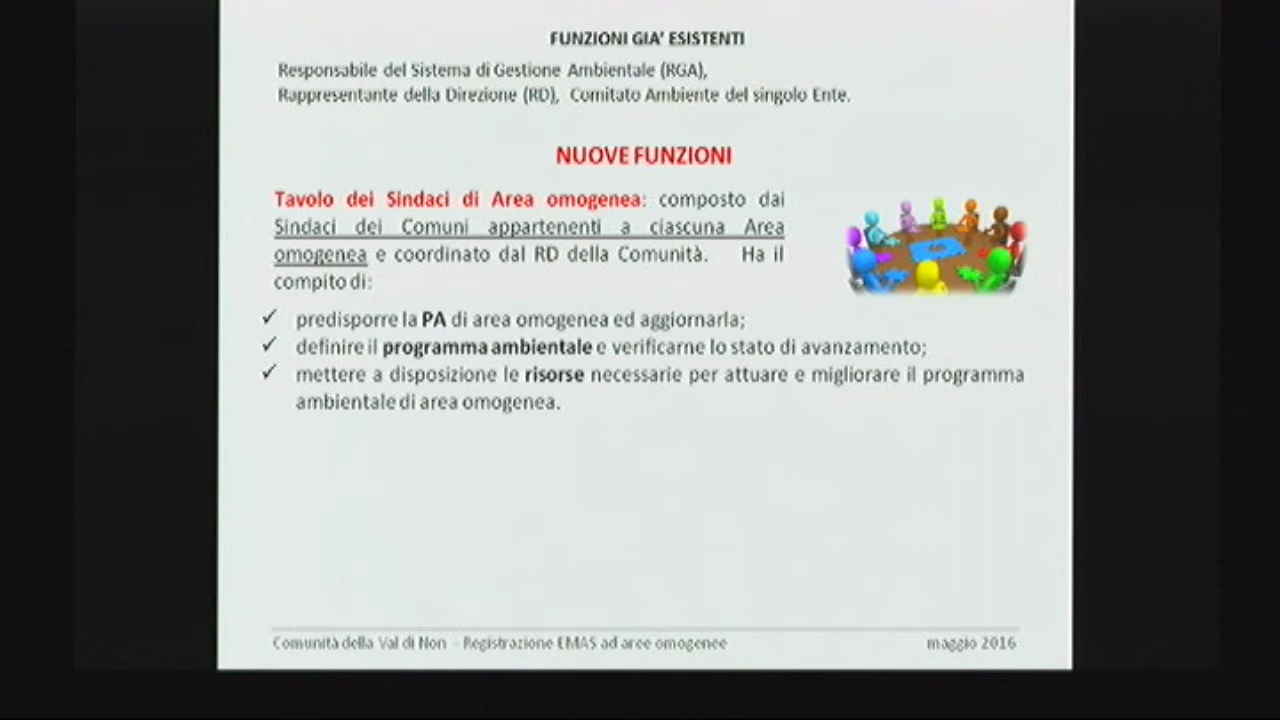 FUNZIONI GIA' ESISTENTI
Responsabile del Sistema di Gestione Ambientale (RGA),
Rappresentante della Direzione (RD), Comitato Ambiente del singolo Ente.
NUOVE FUNZIONI
Tavolo dei Sindaci di Area omogenea: composto dai
Sindaci dei Comuni appartenenti a ciascuna Area
omogenea e coordinato dal RD della Comunità. Ha il
compito di:
✓ predisporre la PA di area omogenea ed aggiornarla;
✓ definire il programma ambientale e verificarne lo stato di avanzamento;
✓ mettere a disposizione le risorse necessarie per attuare e migliorare il programma
ambientale di area omogenea.
Comunità della Val di Non - Registrazione EMAS ad aree omogenee maggio 2016